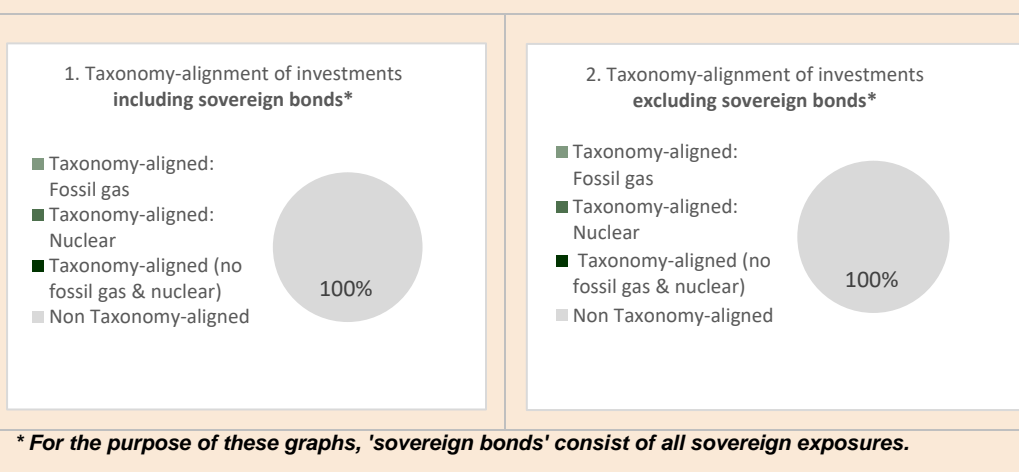 1. Taxonomy-alignment of investments
including sovereign bonds*
Taxonomy-aligned:
Fossil gas
Taxonomy-aligned:
Nuclear
Taxonomy-aligned (no
fossil gas & nuclear)
Non Taxonomy-aligned
100%
2. Taxonomy-alignment of investments
excluding sovereign bonds*
Taxonomy-aligned:
Fossil gas
Taxonomy-aligned:
Nuclear
Taxonomy-aligned (no
fossil gas & nuclear)
Non Taxonomy-aligned
100%
* For the purpose of these graphs, 'sovereign bonds' consist of all sovereign exposures.